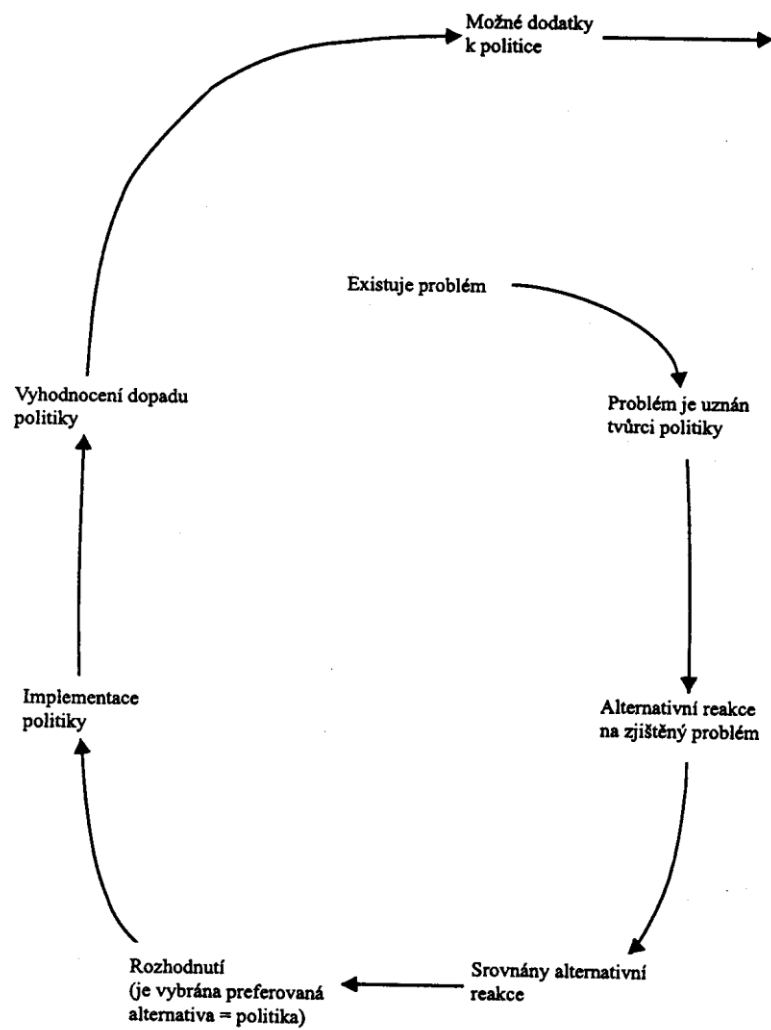 Možné dodatky
k politice
Existuje problém
Vyhodnocení dopadu
politiky
Problém je uznán
tvůrci politiky
Implementace
politiky
Alternativní reakce
na zjištěný problém
Rozhodnutí
(je vybrána preferovaná
alternativa = politika)
Srovnány alternativní
reakce